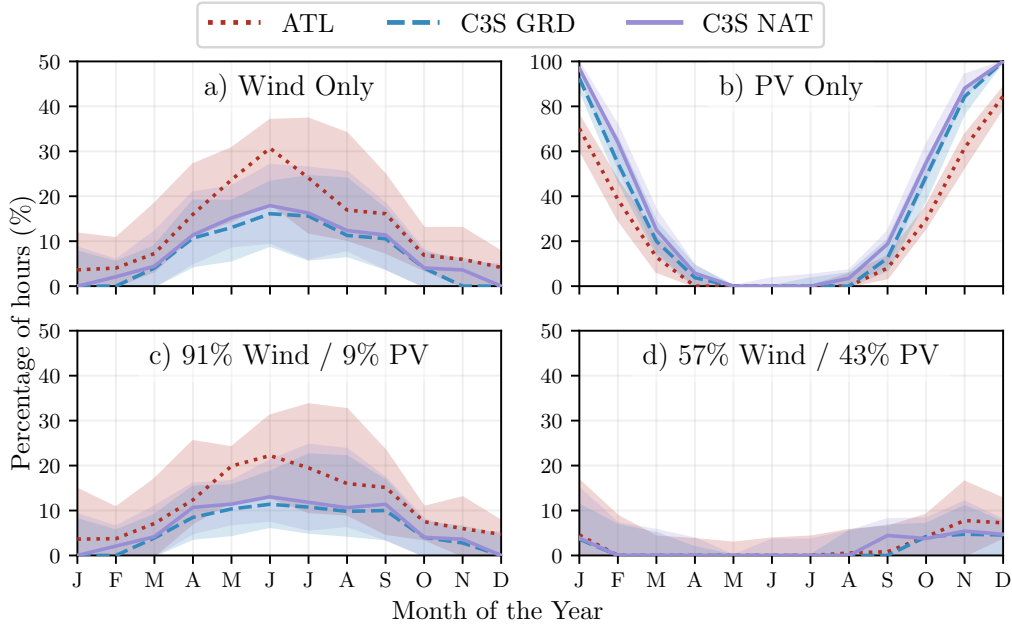 ATL C3S GRD C3S NAT
a) Wind Only
b) PV Only
50
40
30
20
10
0
J F M A M J J A S O N D
100
80
60
40
20
0
J F M A M J J A S O N D
Percentage of hours (%)
c) 91% Wind / 9% PV
d) 57% Wind / 43% PV
50
40
30
20
10
0
J F M A M J J A S O N D
50
40
30
20
10
0
J F M A M J J A S O N D
Month of the Year